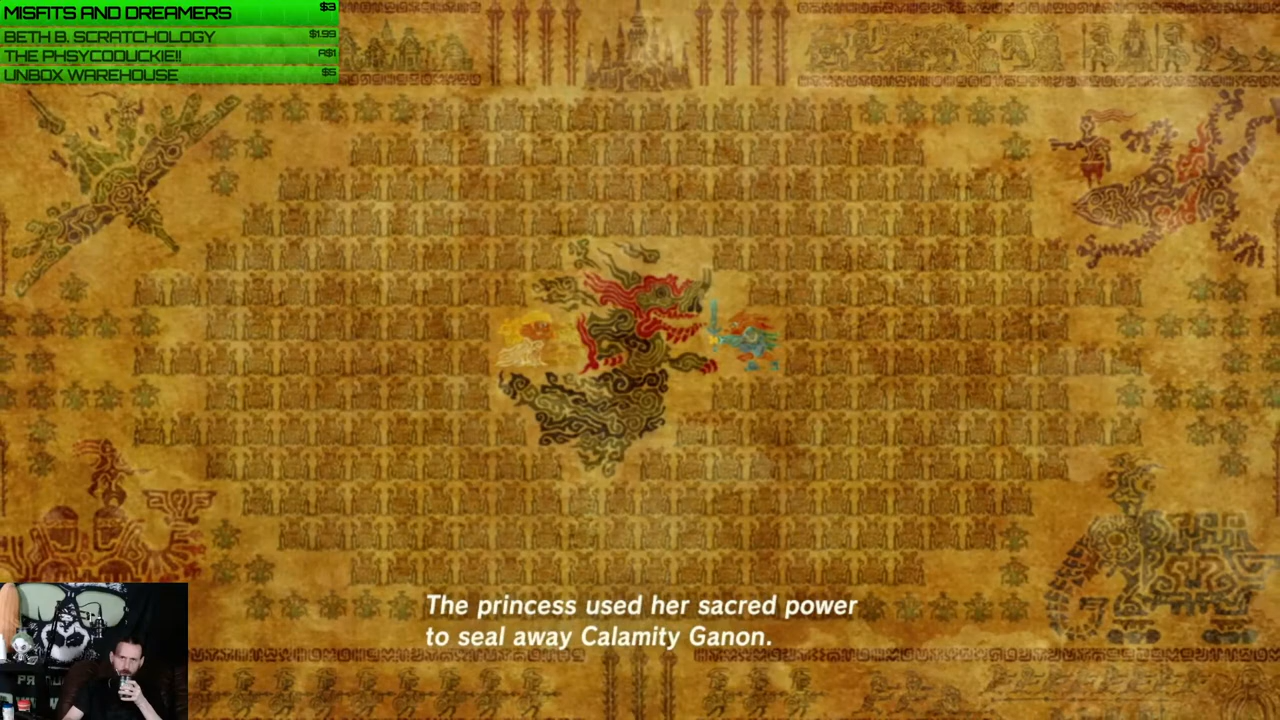 MISFITS AND DREAMERS $3
BETH B. SCRATCHOLOGY $1.99
THE PHSYCODUCKIE!! R$1
UNBOX WAREHOUSE $5
The princess used her sacred power
to seal away Calamity Ganon.